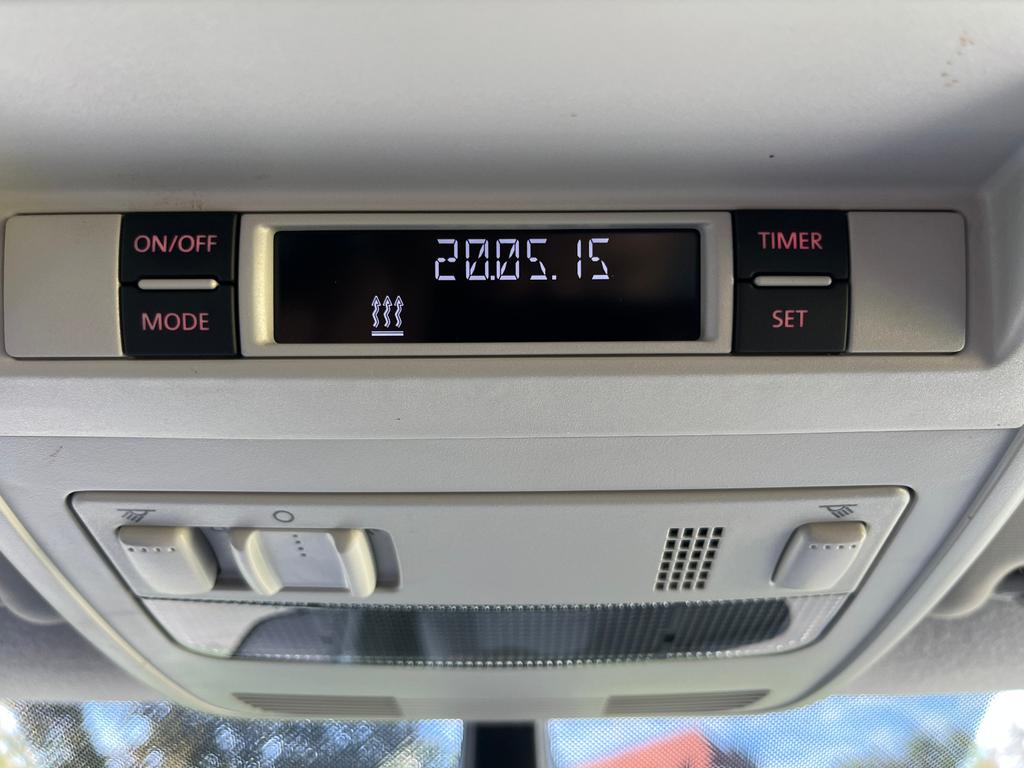 ON/OFF
MODE
20.05.15
TIMER
SET